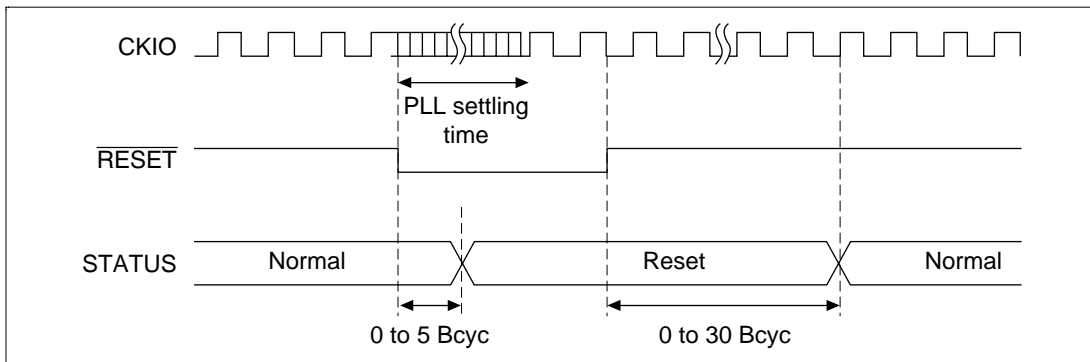 CKIO
PLL settling
time
RESET
STATUS
Normal
Reset
Normal
0 to 5 Bcyc
0 to 30 Bcyc